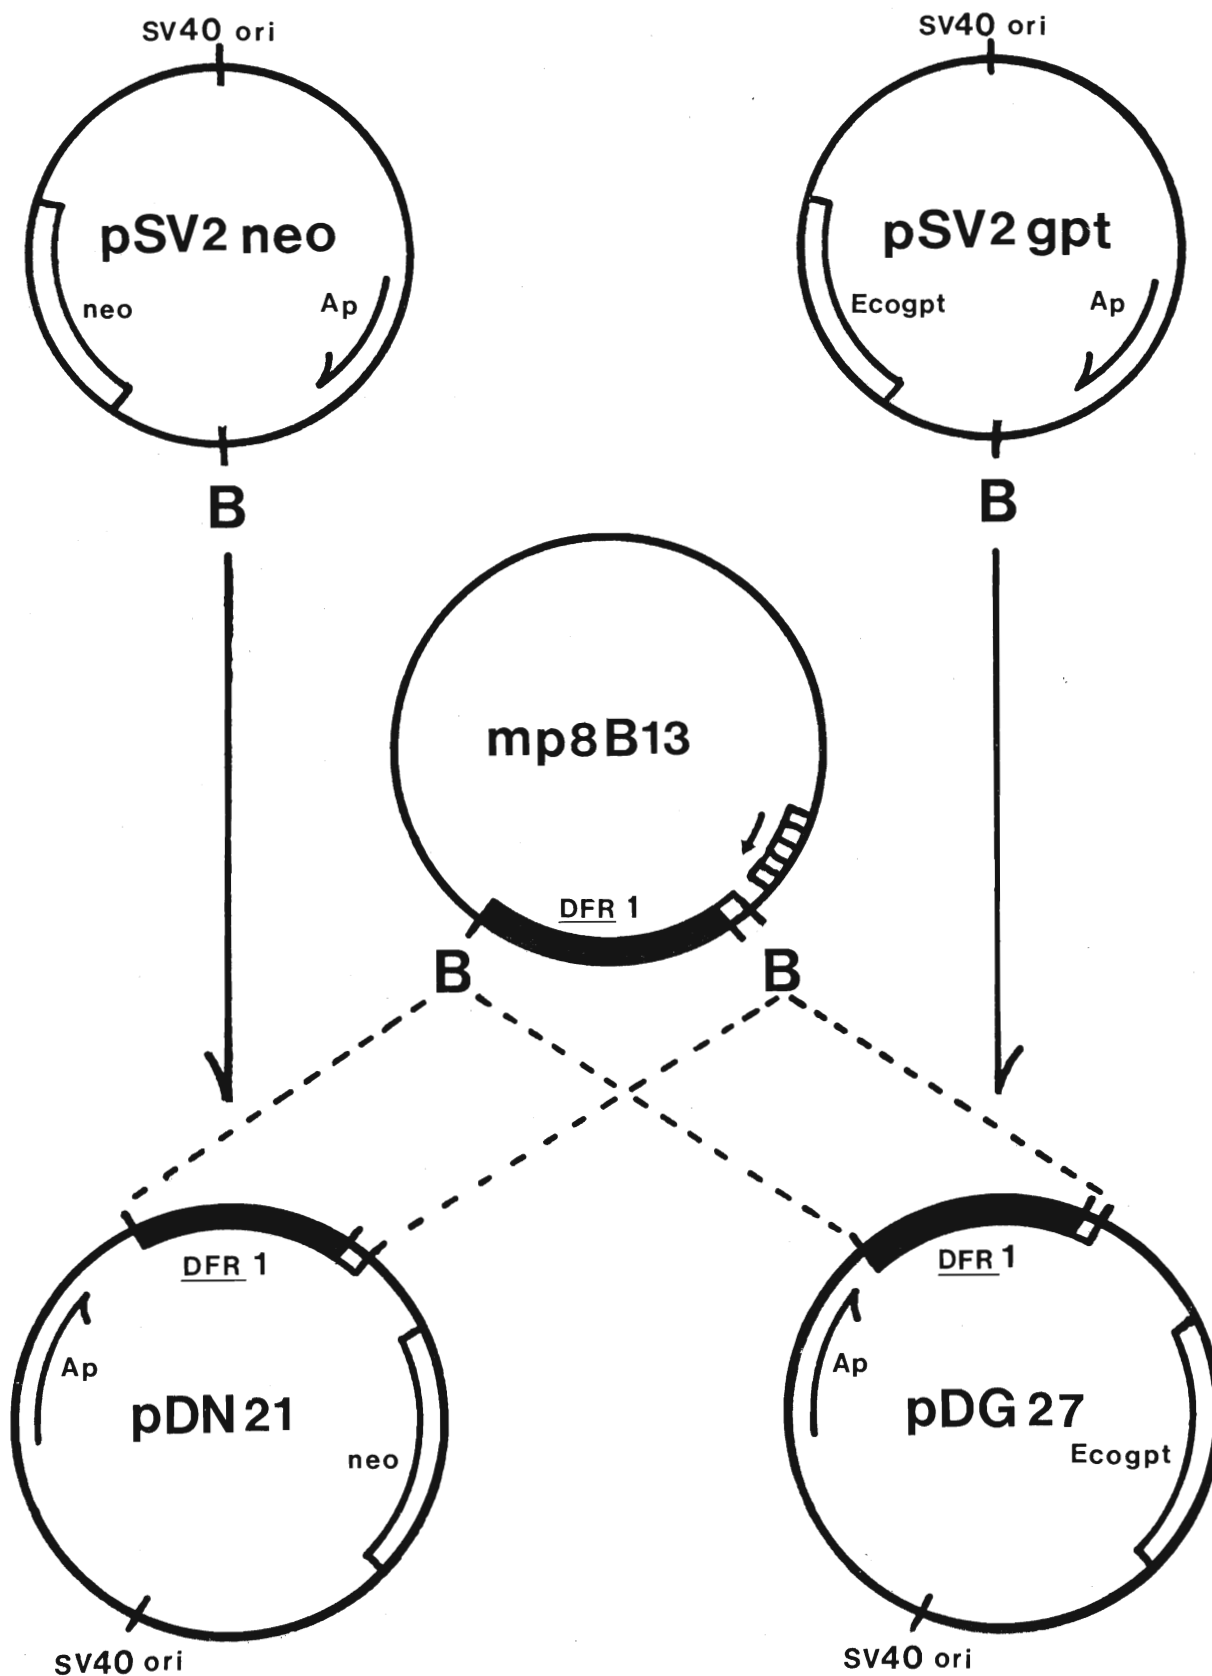 SV40 ori
SV40 ori
pSV2 neo
pSV2 gpt
neo
Ap
Ecogpt
Ap
B
B
mp8B13
DFR 1
B
B
DFR 1
DFR 1
Ap
Ap
pDN21
pDG27
neo
Ecogpt
SV40 ori
SV40 ori